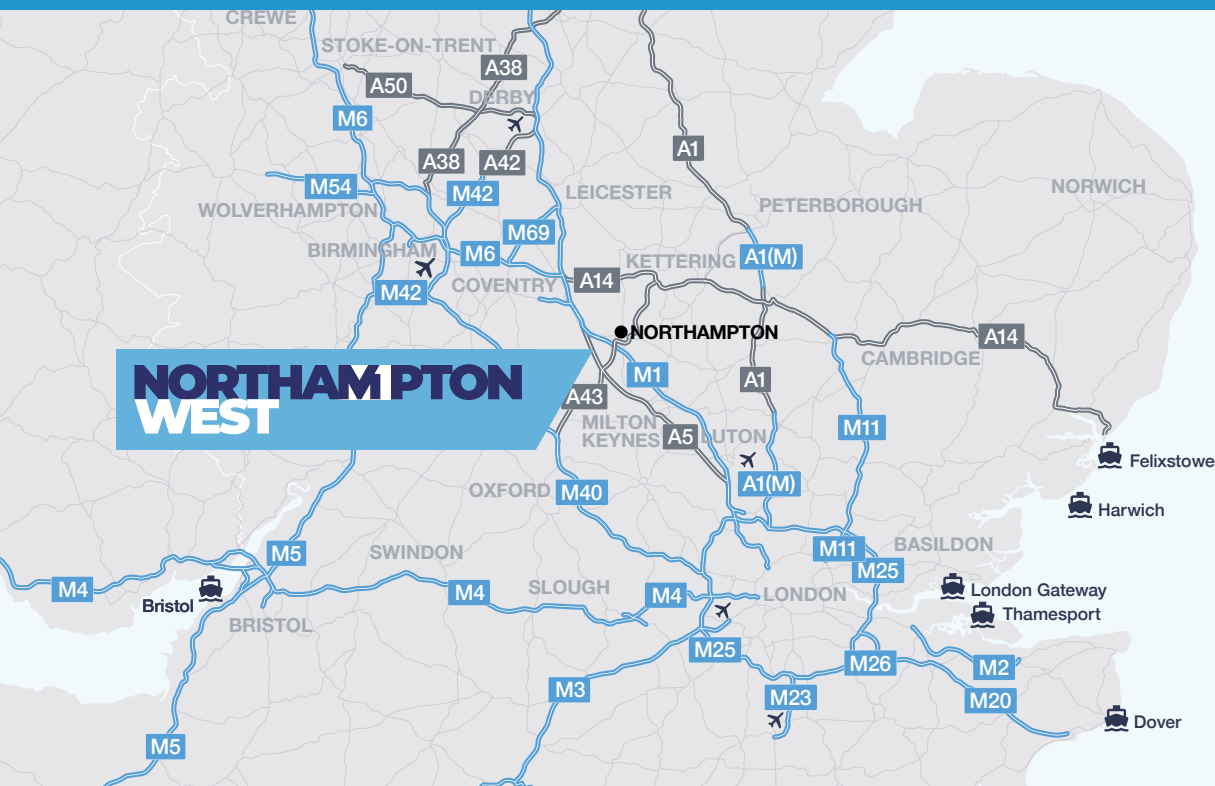 CREWE
STOKE-ON-TRENT
A38
A50
DERBY
M6
A1
A38
A42
M54
M42
LEICESTER
NORWICH
WOLVERHAMPTON
PETERBOROUGH
M69
BIRMINGHAM
M6
KETTERING
A1(M)
COVENTRY
A14
M42
NORTHAMPTON
A14
CAMBRIDGE
M1
A1
NORTHAM1PTON
WEST
A43
MILTON
KEYNES
A5
LUTON
M11
Felixstowe
A1(M)
OXFORD
M40
Harwich
M5
SWINDON
M11
BASILDON
M25
M4
Bristol
M4
SLOUGH
M4
LONDON
London Gateway
Thamesport
BRISTOL
M25
M26
M2
M3
M23
M20
Dover
M5